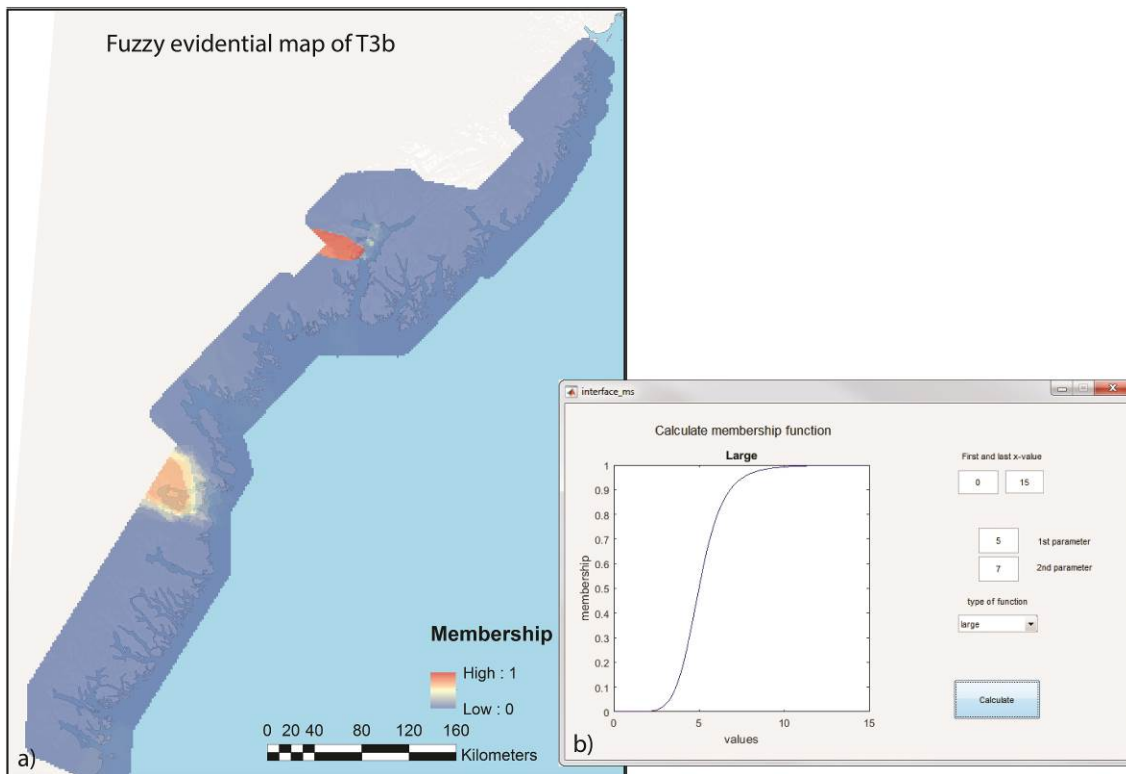 Fuzzy evidential map of T3b
Membership
High : 1
Low : 0
0 20 40 80 120 160
Kilometers
a)
interface_ms
Calculate membership function
Large
1
0.9
0.8
0.7
0.6
0.5
0.4
0.3
0.2
0.1
0
membership
0 5 10 15
values
First and last x-value
0 15
5 1st parameter
7 2nd parameter
type of function
large
Calculate
b)